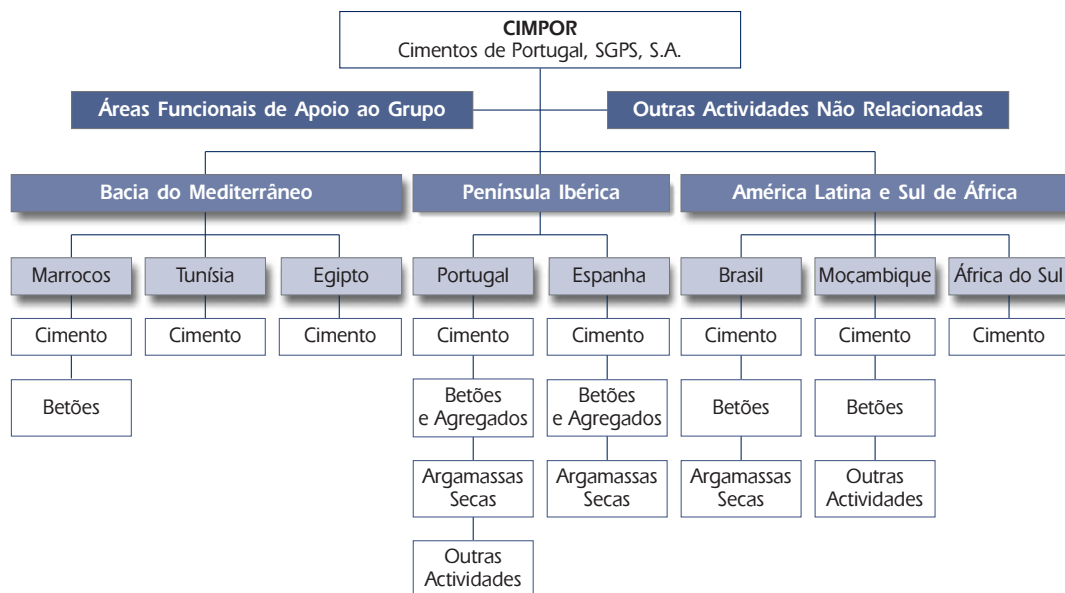 CIMPOR
Cimentos de Portugal, SGPS, S.A.
Áreas Funcionais de Apoio ao Grupo
Outras Actividades Não Relacionadas
Bacia do Mediterrâneo
Península Ibérica
América Latina e Sul de África
Marrocos
Tunísia
Egipto
Portugal
Espanha
Brasil
Moçambique
África do Sul
Cimento
Cimento
Cimento
Cimento
Cimento
Cimento
Cimento
Cimento
Betões
Betões
e Agregados
Betões
e Agregados
Betões
Betões
Argamassas
Secas
Argamassas
Secas
Argamassas
Secas
Outras
Actividades
Outras
Actividades